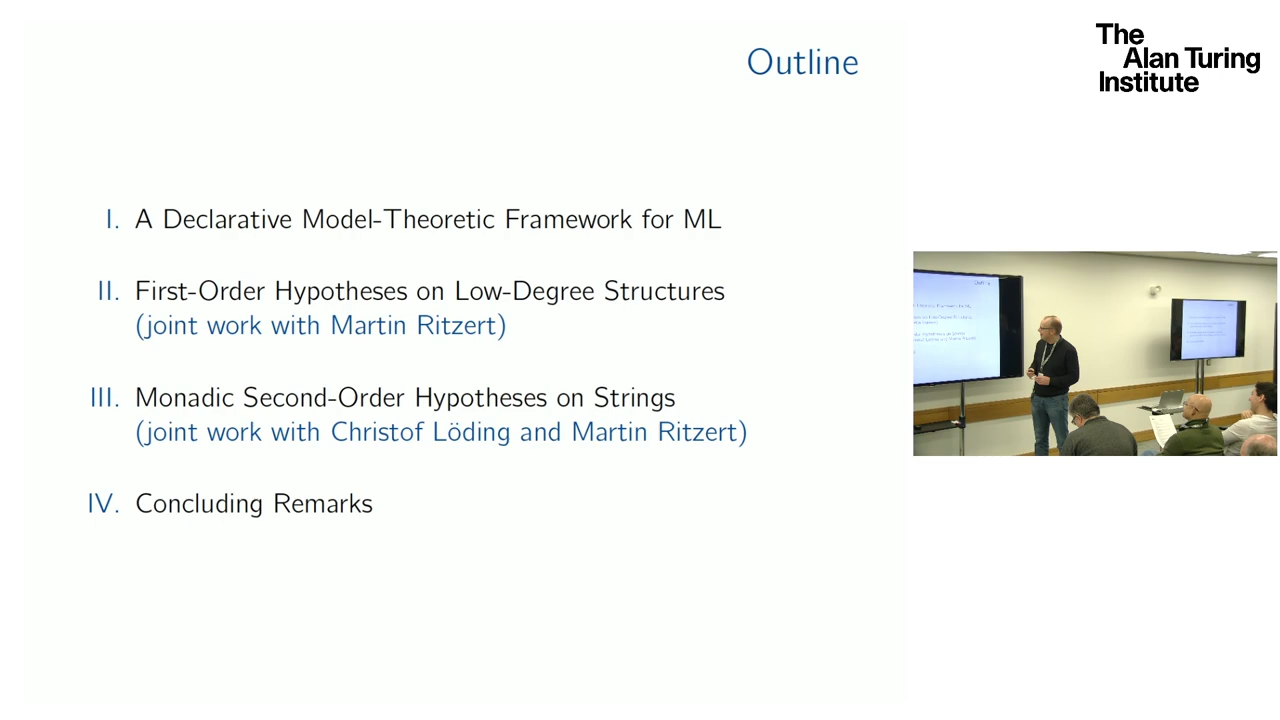 Outline
The
Alan Turing
Institute
I. A Declarative Model-Theoretic Framework for ML
II. First-Order Hypotheses on Low-Degree Structures
(joint work with Martin Ritzert)
III. Monadic Second-Order Hypotheses on Strings
(joint work with Christof Löding and Martin Ritzert)
IV. Concluding Remarks